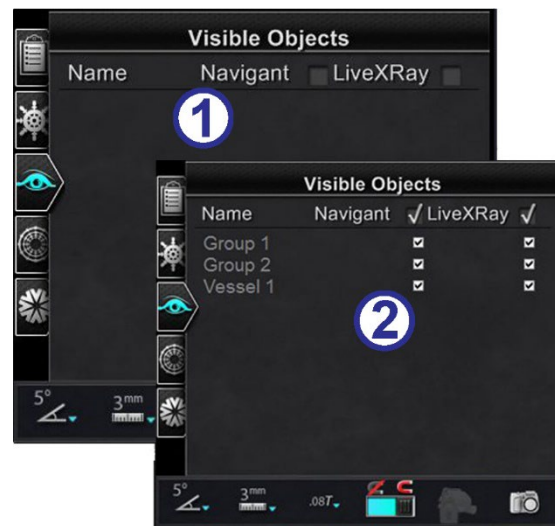 Visible Objects
Name Navigant LiveXRay
1
5° 3mm
Visible Objects
Name Navigant LiveXRay
Group 1
Group 2
Vessel 1
2
5° 3mm .08T